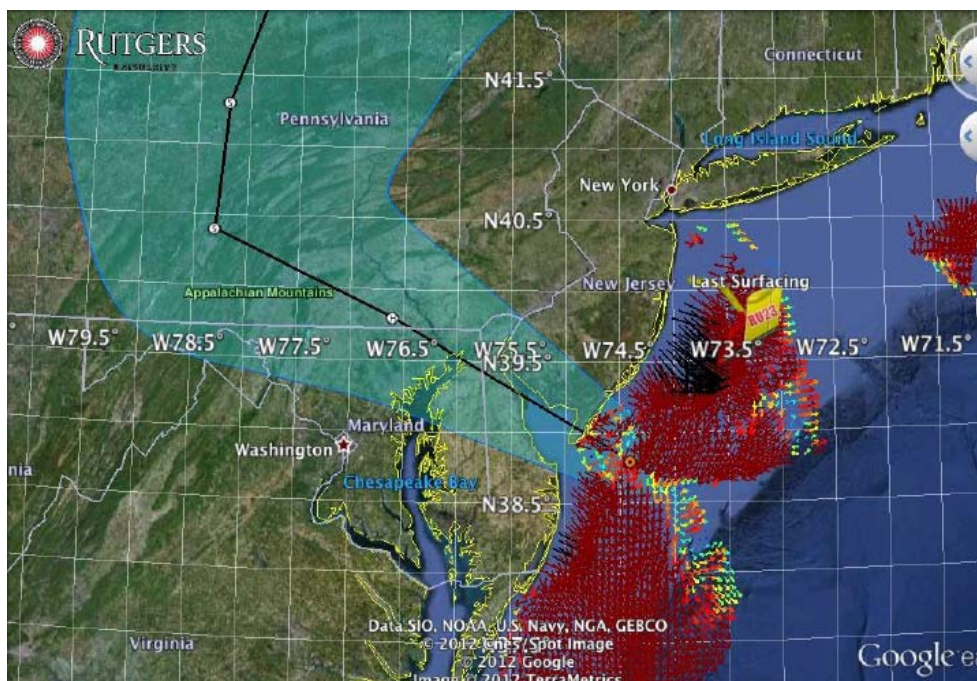 RUTGERS
Connecticut
N41.5°
Pennsylvania
Long Island Sound
New York
N40.5°
Appalachian Mountains
New Jersey
Last Surfacing
RU23
W79.5°
W78.5°
W77.5°
W76.5°
W75.5°
W74.5°
W73.5°
W72.5°
W71.5°
N39.5°
Maryland
Washington
Chesapeake Bay
N38.5°
nia
Virginia
Data SIO, NOAA, U.S. Navy, NGA, GEBCO
© 2012 Cnes/Spot Image
© 2012 Google
Image © 2012 TerraMetrics
Google e